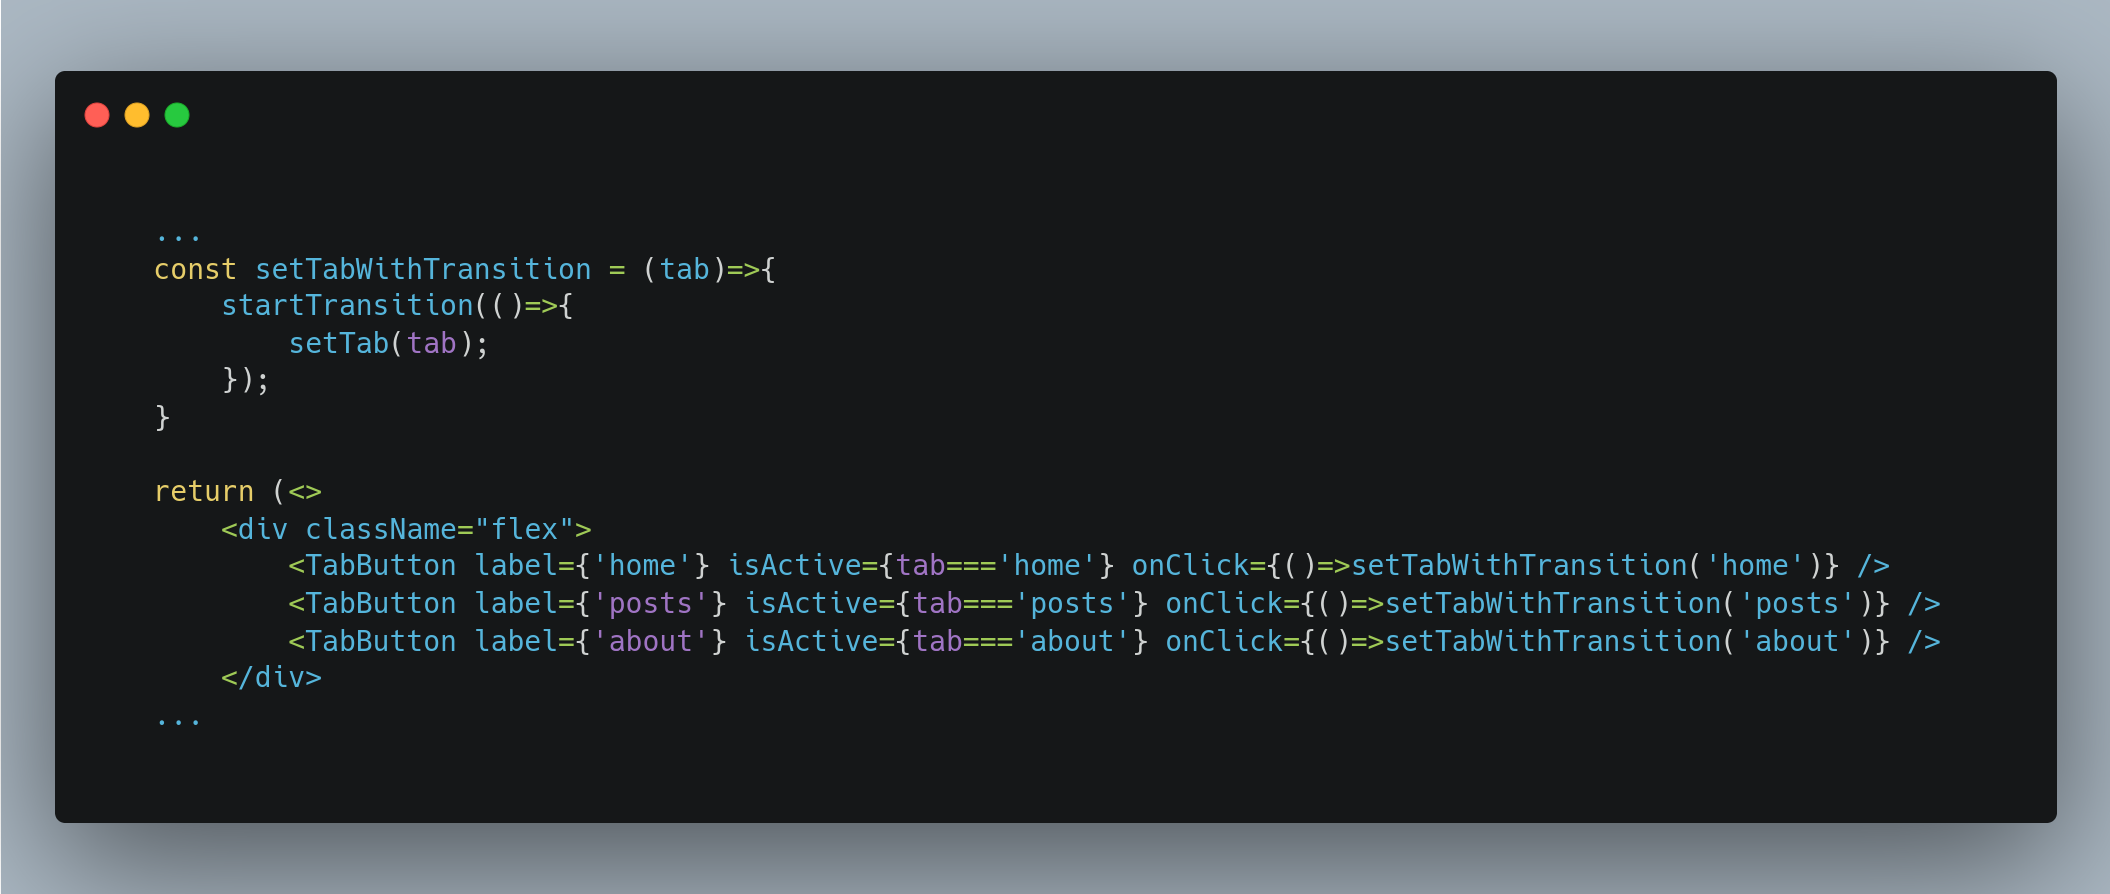 ...
const setTabWithTransition = (tab)=>{
    startTransition(()=>{
        setTab(tab);
    });
}

return (<>
    <div className="flex">
        <TabButton label={'home'} isActive={tab==='home'} onClick={()=>setTabWithTransition('home')} />
        <TabButton label={'posts'} isActive={tab==='posts'} onClick={()=>setTabWithTransition('posts')} />
        <TabButton label={'about'} isActive={tab==='about'} onClick={()=>setTabWithTransition('about')} />
    </div>
...